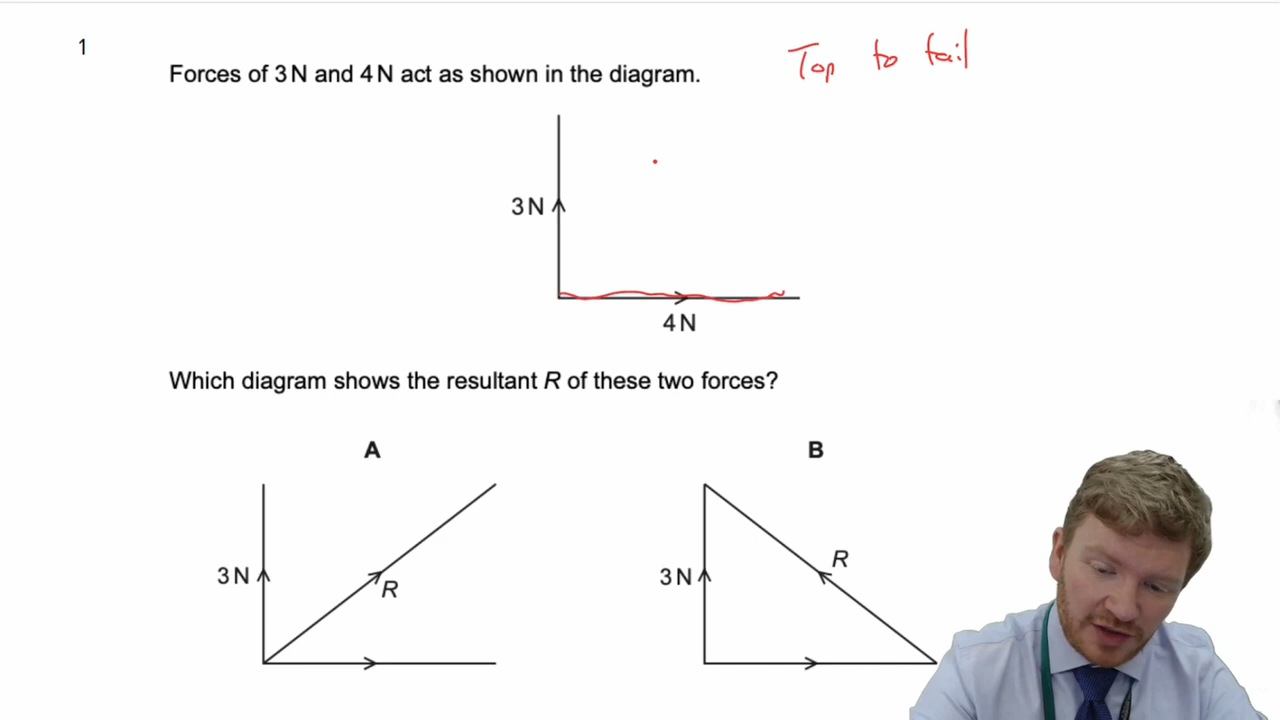 1
Top to tail
Forces of 3 N and 4 N act as shown in the diagram.
3 N
4 N
Which diagram shows the resultant R of these two forces?
A
B
3 N
R
3 N
R